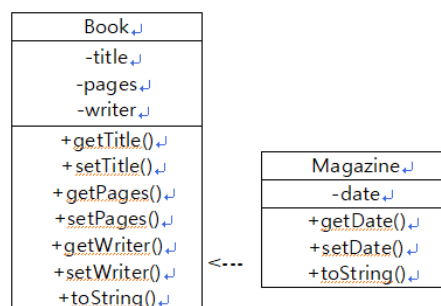 Book
-title
-pages
-writer
+getTitle()
+setTitle()
+getPages()
+setPages()
+getWriter()
+setWriter()
+toString()
<---
Magazine
-date
+getDate()
+setDate()
+toString()